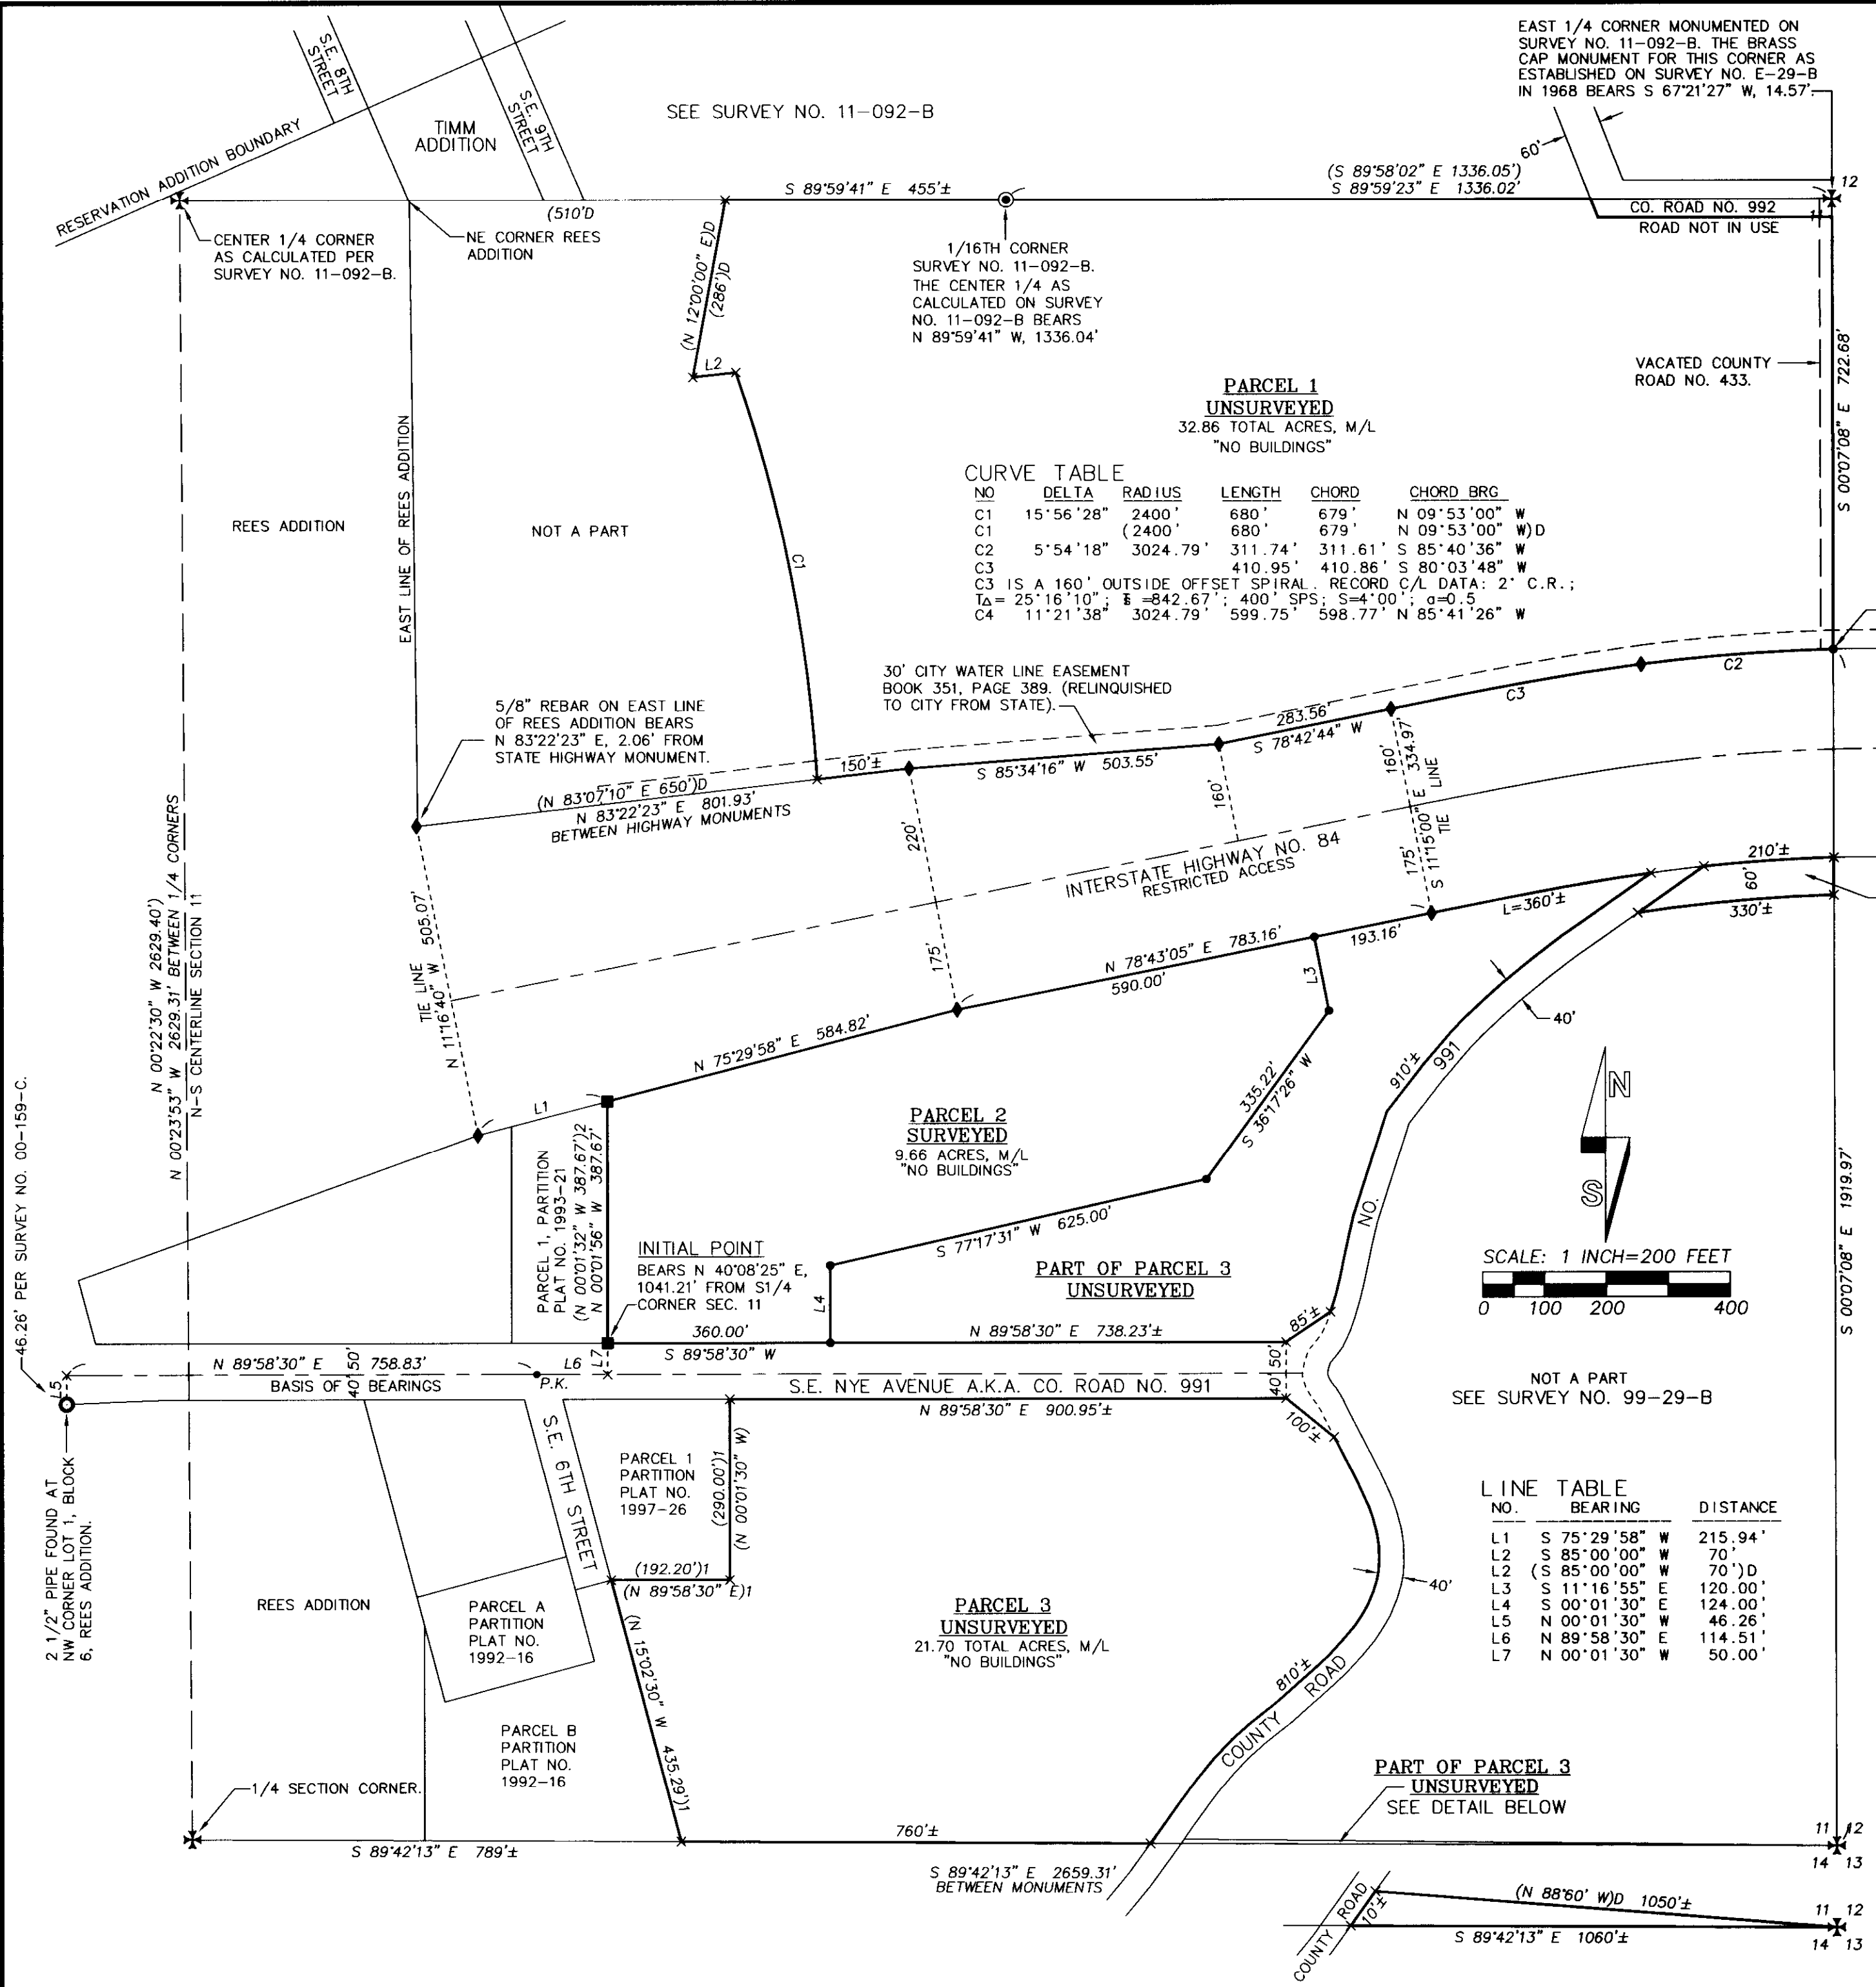 EAST 1/4 CORNER MONUMENTED ON
SURVEY NO. 11-092-B. THE BRASS
CAP MONUMENT FOR THIS CORNER AS
ESTABLISHED ON SURVEY NO. E-29-B
IN 1968 BEARS S 67°21'27" W, 14.57'.
S.E. 8TH
STREET
S.E. 9TH
STREET
TIMM
ADDITION
SEE SURVEY NO. 11-092-B
RESERVATION ADDITION BOUNDARY
60'
(S 89°58'02" E 1336.05')
S 89°59'41" E 455'±
S 89°59'23" E 1336.02'
12
11
(510'D
CO. ROAD NO. 992
ROAD NOT IN USE
CENTER 1/4 CORNER
AS CALCULATED PER
SURVEY NO. 11-092-B.
NE CORNER REES
ADDITION
(N 12°00'00" E)D
(286')D
1/16TH CORNER
SURVEY NO. 11-092-B.
THE CENTER 1/4 AS
CALCULATED ON SURVEY
NO. 11-092-B BEARS
N 89°59'41" W, 1336.04'
L2
VACATED COUNTY
ROAD NO. 433.
S 00°07'08" E 722.68'
PARCEL 1
UNSURVEYED
32.86 TOTAL ACRES, M/L
"NO BUILDINGS"
EAST LINE OF REES ADDITION
REES ADDITION
NOT A PART
C1
CURVE TABLE
NO DELTA RADIUS LENGTH CHORD CHORD BRG
C1 15°56'28" 2400' 680' 679' N 09°53'00" W
C1 (2400' 680' 679' N 09°53'00" W)D
C2 5°54'18" 3024.79' 311.74' 311.61' S 85°40'36" W
C3 410.95' 410.86' S 80°03'48" W
C3 IS A 160' OUTSIDE OFFSET SPIRAL. RECORD C/L DATA: 2° C.R.;
T∆= 25°16'10"; =842.67'; 400' SPS; S=4°00'; a=0.5
C4 11°21'38" 3024.79' 599.75' 598.77' N 85°41'26" W
30' CITY WATER LINE EASEMENT
BOOK 351, PAGE 389. (RELINQUISHED
TO CITY FROM STATE).
C2
C3
283.56'
S 78°42'44" W
5/8" REBAR ON EAST LINE
OF REES ADDITION BEARS
N 83°22'23" E, 2.06' FROM
STATE HIGHWAY MONUMENT.
150'±
S 85°34'16" W 503.55'
(N 83°07'10" E 650')D
N 83°22'23" E 801.93'
BETWEEN HIGHWAY MONUMENTS
220'
175'
160'
160'
175'
S 11°15'00" E 334.97'
TIE LINE
INTERSTATE HIGHWAY NO. 84
RESTRICTED ACCESS
210'±
60'
330'±
L=360'±
193.16'
N 78°43'05" E 783.16'
590.00'
L3
N 00°22'30" W 2629.40')
N 00°23'53" W 2629.31' BETWEEN 1/4 CORNERS
N-S CENTERLINE SECTION 11
TIE LINE
N 11°16'40" W 505.07'
N 75°29'58" E 584.82'
L1
40'
910'±
991
NO.
335.22'
S 36°17'26" W
PARCEL 2
SURVEYED
9.66 ACRES, M/L
"NO BUILDINGS"
N
S
SCALE: 1 INCH=200 FEET
0 100 200 400
S 00°07'08" E 1919.97'
46.26' PER SURVEY NO. 00-159-C.
PARCEL 1, PARTITION
PLAT NO. 1993-21
(N 00°01'32" W 387.67')2
N 00°01'56" W 387.67'
INITIAL POINT
BEARS N 40°08'25" E,
1041.21' FROM S1/4
CORNER SEC. 11
S 77°17'31" W 625.00'
L4
PART OF PARCEL 3
UNSURVEYED
360.00'
S 89°58'30" W
N 89°58'30" E 738.23'±
85'±
N 89°58'30" E 758.83'
BASIS OF BEARINGS
40' 50'
L5
L6
L7
P.K.
S.E. NYE AVENUE A.K.A. CO. ROAD NO. 991
40' 50'
N 89°58'30" E 900.95'±
100'±
NOT A PART
SEE SURVEY NO. 99-29-B
2 1/2" PIPE FOUND AT
NW CORNER LOT 1, BLOCK
6, REES ADDITION.
S.E. 6TH STREET
PARCEL 1
PARTITION
PLAT NO.
1997-26
(290.00')1
(N 00°01'30" W)
(192.20')1
(N 89°58'30" E)1
LINE TABLE
NO. BEARING DISTANCE
L1 S 75°29'58" W 215.94'
L2 S 85°00'00" W 70'
L2 (S 85°00'00" W 70')D
L3 S 11°16'55" E 120.00'
L4 S 00°01'30" E 124.00'
L5 N 00°01'30" W 46.26'
L6 N 89°58'30" E 114.51'
L7 N 00°01'30" W 50.00'
REES ADDITION
PARCEL A
PARTITION
PLAT NO.
1992-16
PARCEL 3
UNSURVEYED
21.70 TOTAL ACRES, M/L
"NO BUILDINGS"
40'
(N 15°02'30" W 435.29')1
810'±
COUNTY ROAD
PARCEL B
PARTITION
PLAT NO.
1992-16
1/4 SECTION CORNER.
PART OF PARCEL 3
UNSURVEYED
SEE DETAIL BELOW
S 89°42'13" E 789'±
760'±
11 12
14 13
S 89°42'13" E 2659.31'
BETWEEN MONUMENTS
COUNTY ROAD
10'±
(N 88°60' W)D 1050'±
S 89°42'13" E 1060'±
11 12
14 13